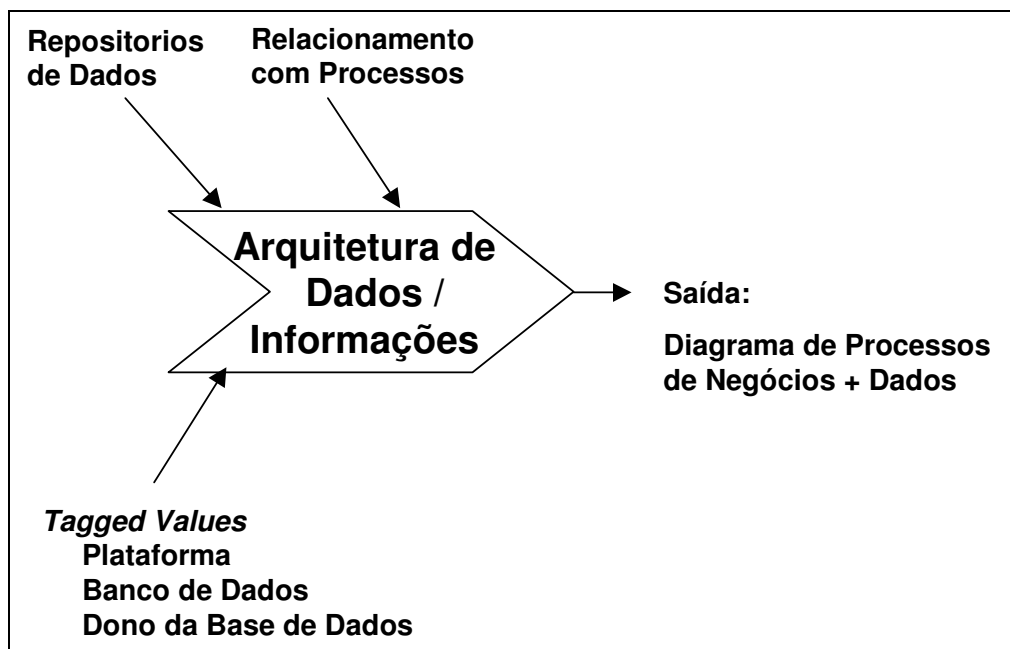 Repositorios
de Dados
Relacionamento
com Processos
Arquitetura de
Dados /
Informações
Saída:
Diagrama de Processos
de Negócios + Dados
Tagged Values
Plataforma
Banco de Dados
Dono da Base de Dados